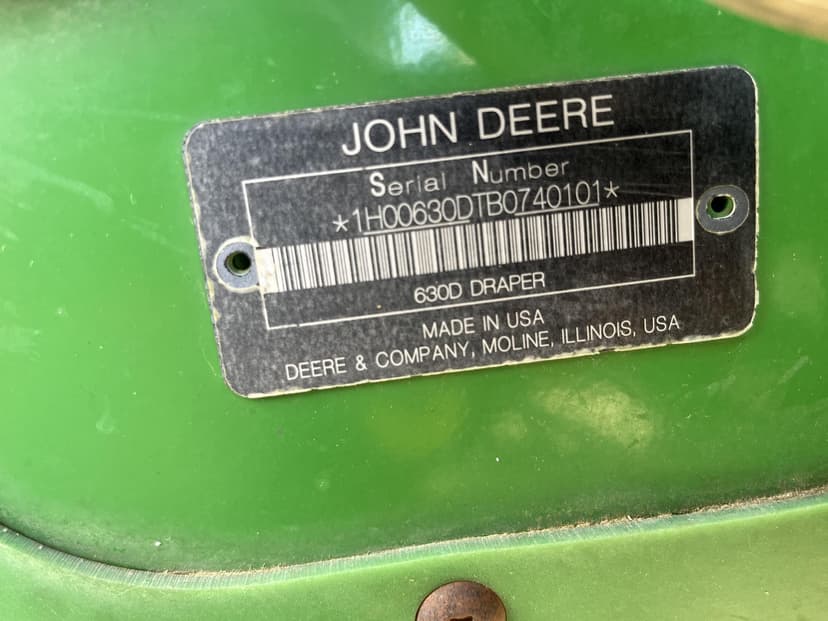 JOHN DEERE
Serial Number
*1H00630DTB0740101*
630D DRAPER
MADE IN USA
DEERE & COMPANY, MOLINE, ILLINOIS, USA